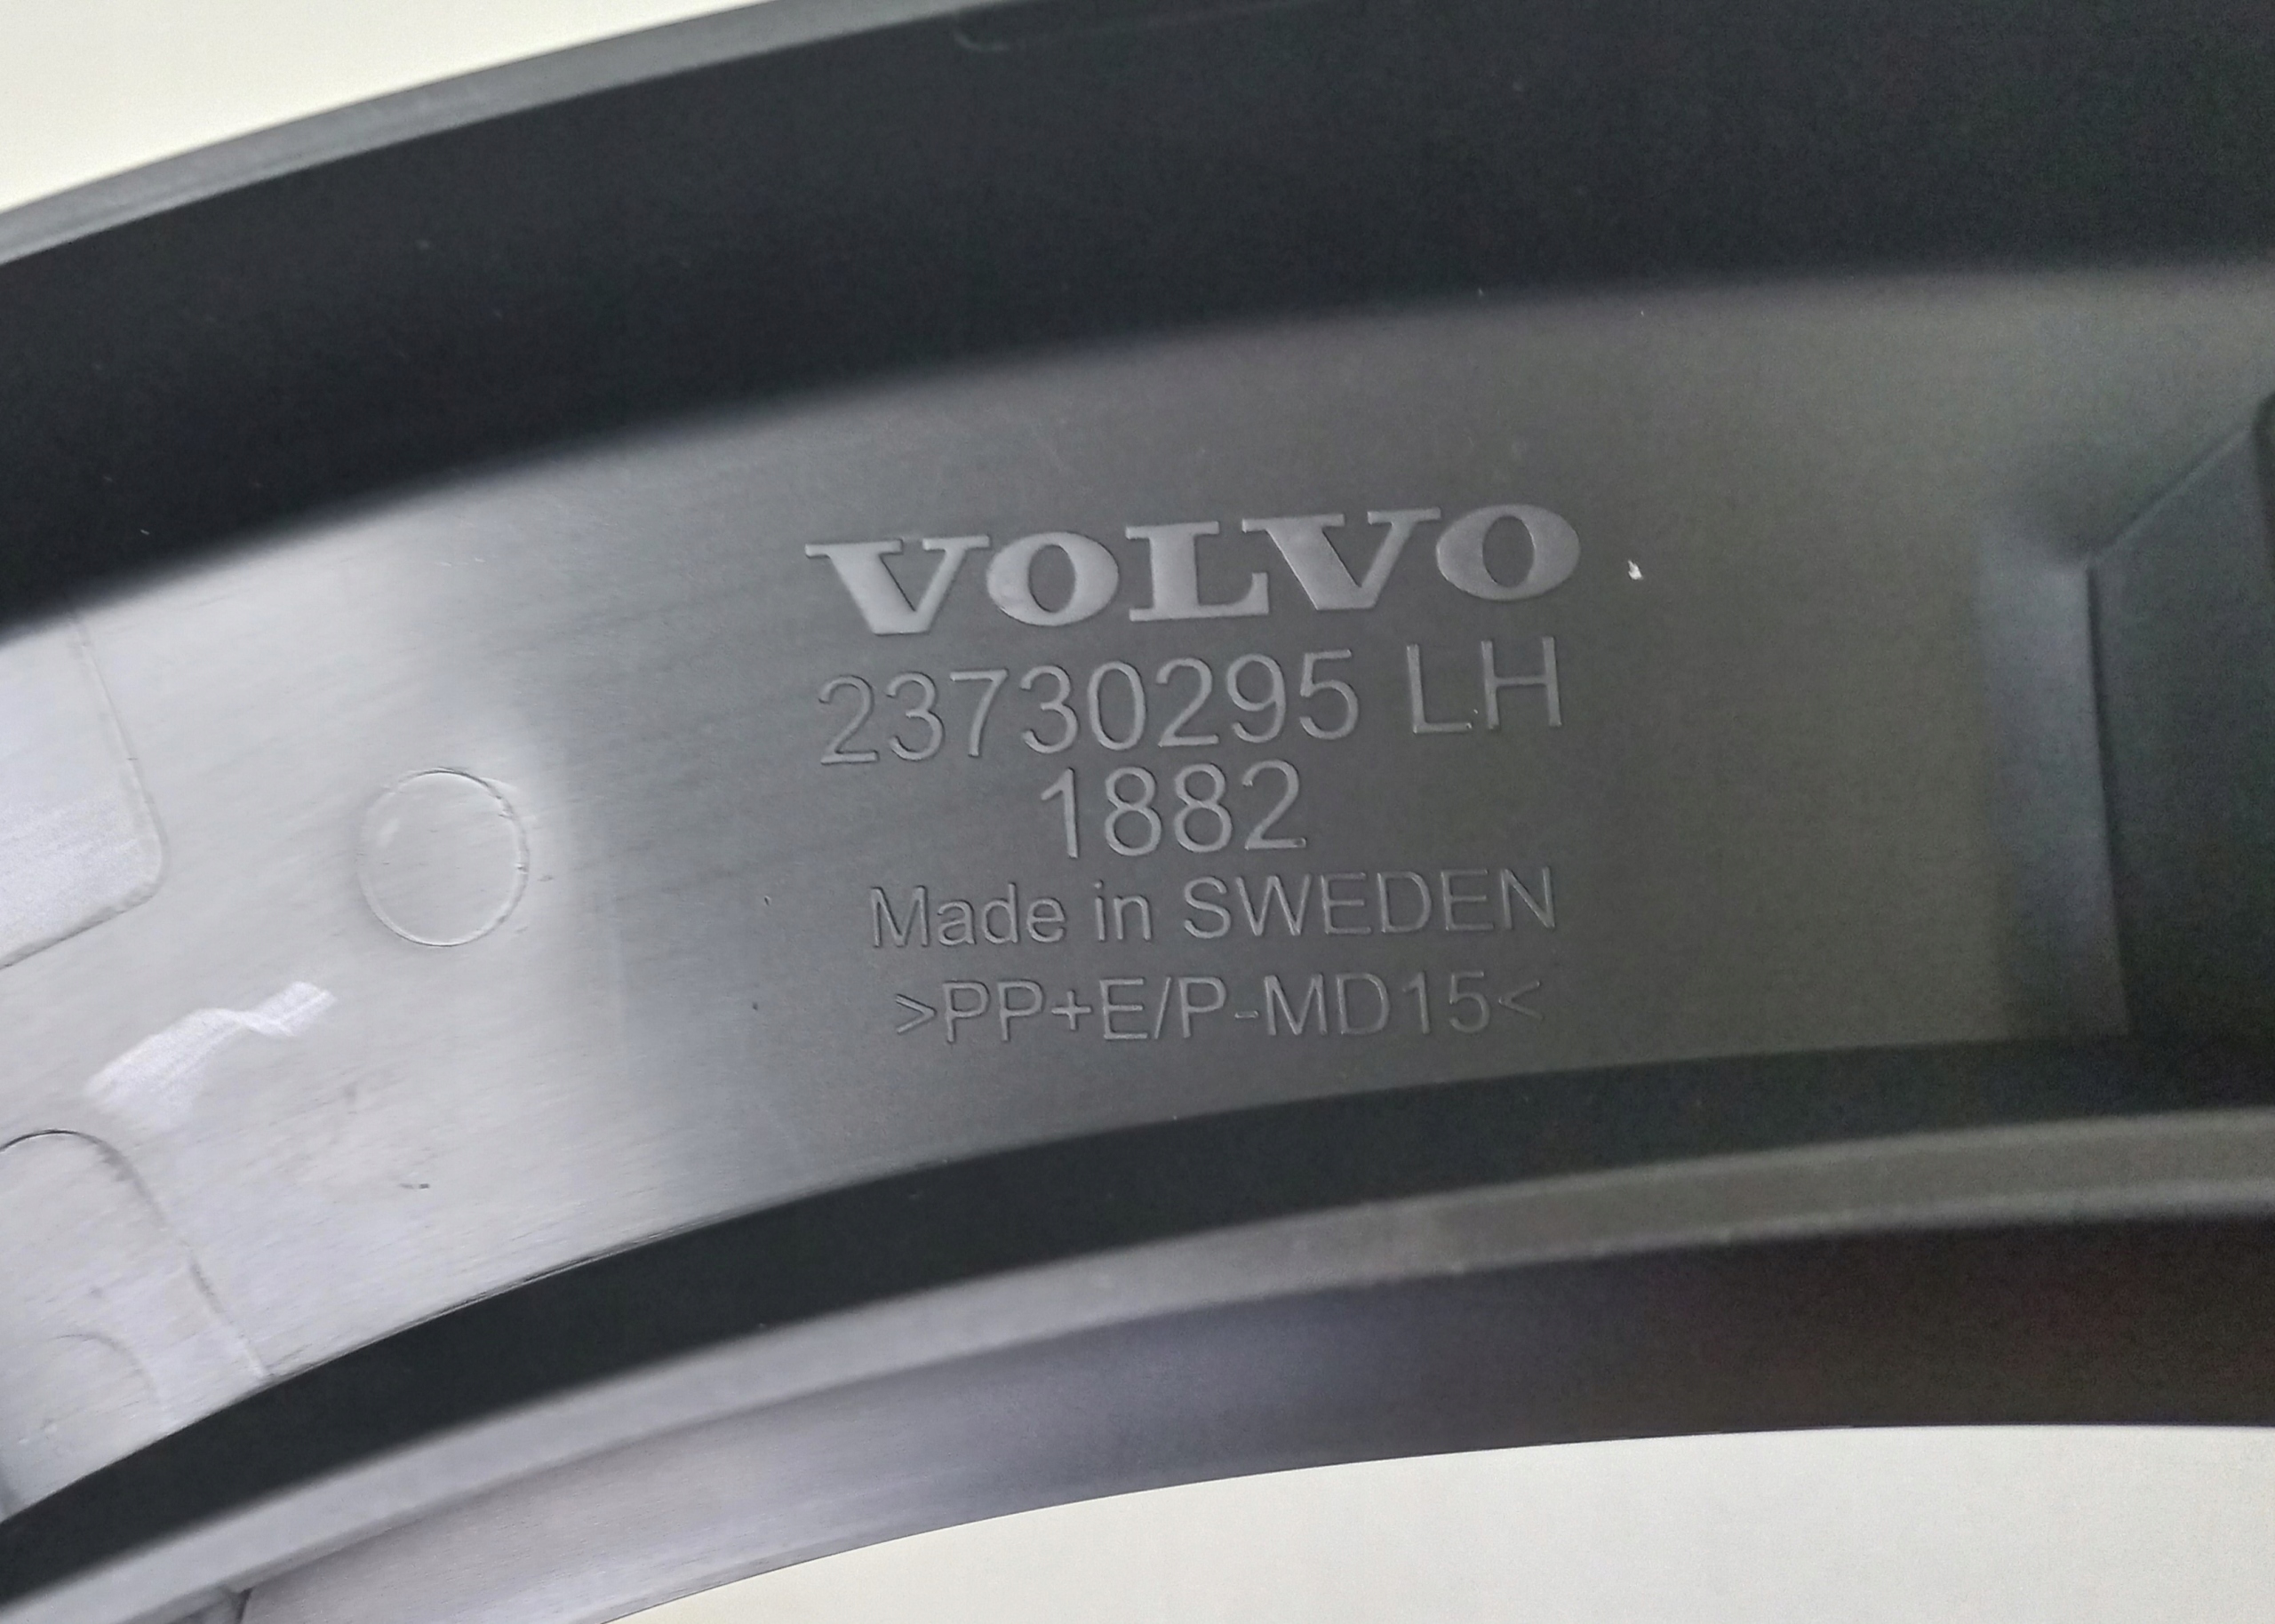 VOLVO
23730295 LH
1882
Made in SWEDEN
>PP+E/P-MD15<